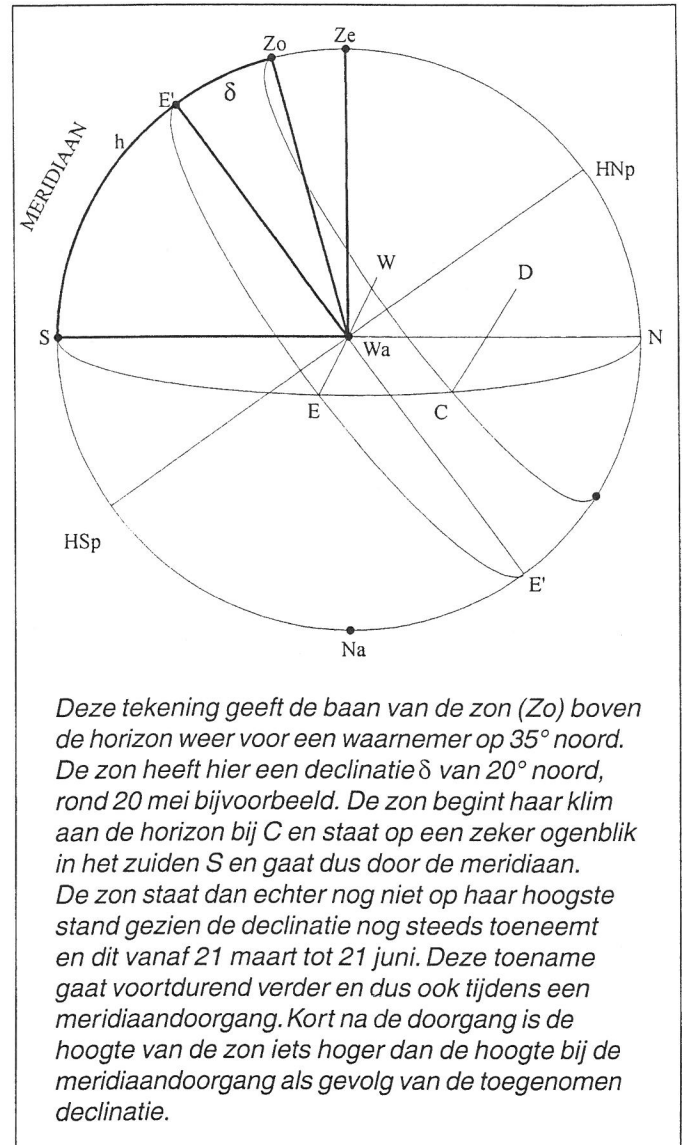 Zo
Ze
E'
δ
h
MERIDIAAN
HNp
W
D
S
Wa
N
E
C
HSp
E'
Na
Deze tekening geeft de baan van de zon (Zo) boven
de horizon weer voor een waarnemer op 35° noord.
De zon heeft hier een declinatie δ van 20° noord,
rond 20 mei bijvoorbeeld. De zon begint haar klim
aan de horizon bij C en staat op een zeker ogenblik
in het zuiden S en gaat dus door de meridiaan.
De zon staat dan echter nog niet op haar hoogste
stand gezien de declinatie nog steeds toeneemt
en dit vanaf 21 maart tot 21 juni. Deze toename
gaat voortdurend verder en dus ook tijdens een
meridiaandoorgang. Kort na de doorgang is de
hoogte van de zon iets hoger dan de hoogte bij de
meridiaandoorgang als gevolg van de toegenomen
declinatie.